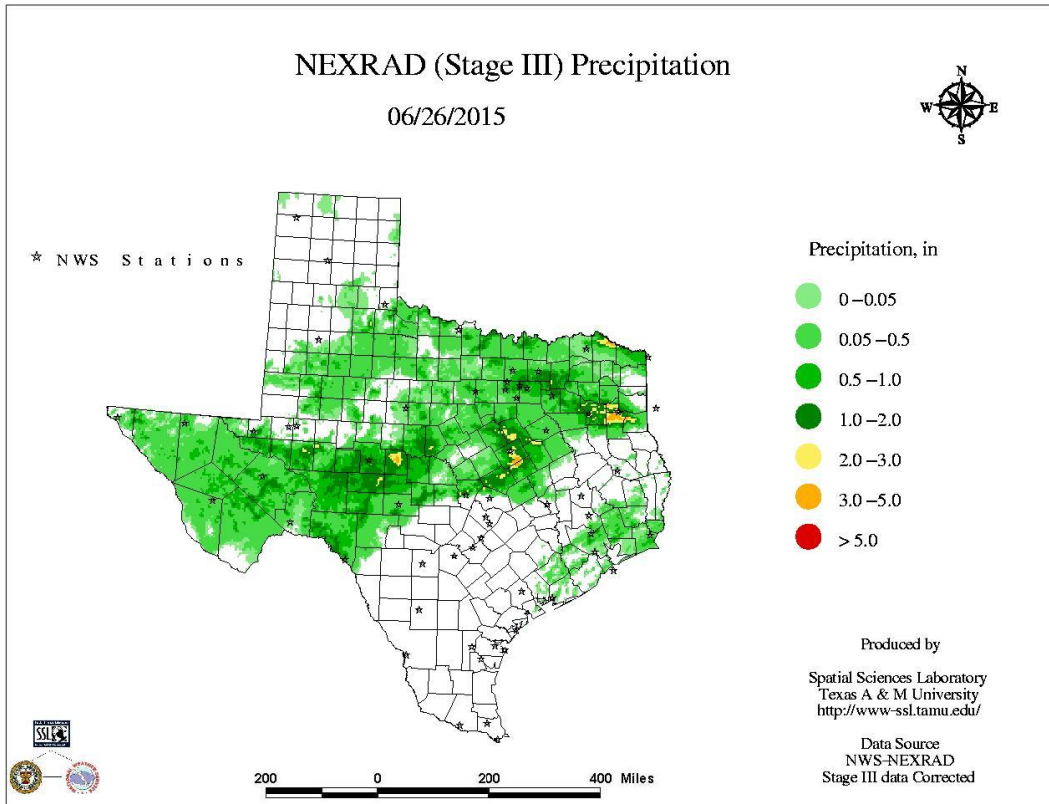 NEXRAD (Stage III) Precipitation
06/26/2015
N
W E
S
NWS Stations
Precipitation, in
0–0.05
0.05–0.5
0.5–1.0
1.0–2.0
2.0–3.0
3.0–5.0
> 5.0
Produced by
Spatial Sciences Laboratory
Texas A & M University
http://www-ssl.tamu.edu/
Data Source
NWS-NEXRAD
Stage III data Corrected
SSL
200 0 200 400 Miles